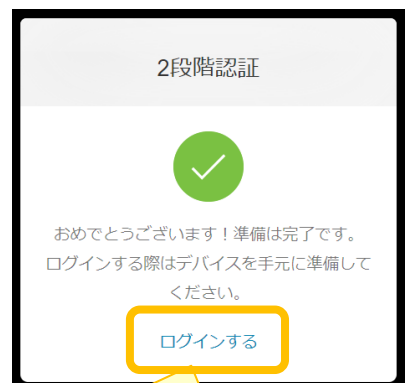 2段階認証
おめでとうございます！準備は完了です。
ログインする際はデバイスを手元に準備して
ください。
ログインする